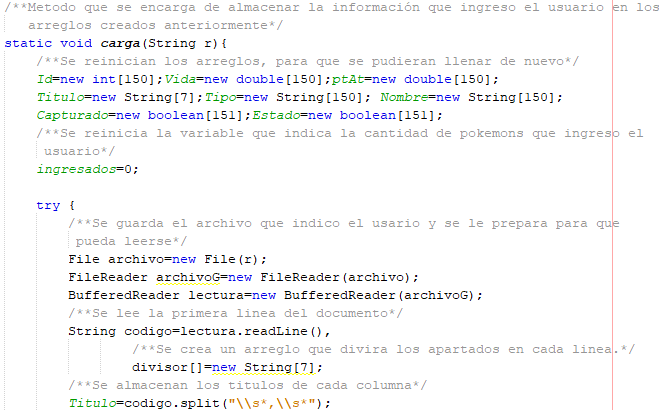 /**Metodo que se encarga de almacenar la información que ingreso el usuario en los
arreglos creados anteriormente*/
static void carga(String r){
/**Se reinician los arreglos, para que se pudieran llenar de nuevo*/
Id=new int[150];Vida=new double[150];ptAt=new double[150];
Titulo=new String[7];Tipo=new String[150]; Nombre=new String[150];
Capturado=new boolean[151];Estado=new boolean[151];
/**Se reinicia la variable que indica la cantidad de pokemons que ingreso el
usuario*/
ingresados=0;
try {
/**Se guarda el archivo que indico el usario y se le prepara para que
pueda leerse*/
File archivo=new File(r);
FileReader archivoG=new FileReader(archivo);
BufferedReader lectura=new BufferedReader(archivoG);
/**Se lee la primera linea del documento*/
String codigo=lectura.readLine(),
/**Se crea un arreglo que divira los apartados en cada linea.*/
divisor[]=new String[7];
/**Se almacenan los titulos de cada columna*/
Titulo=codigo.split("\\s*,\\s*");